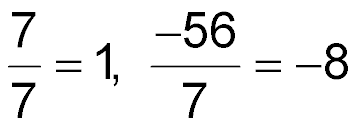 7/7 = 1, −56/7 = −8